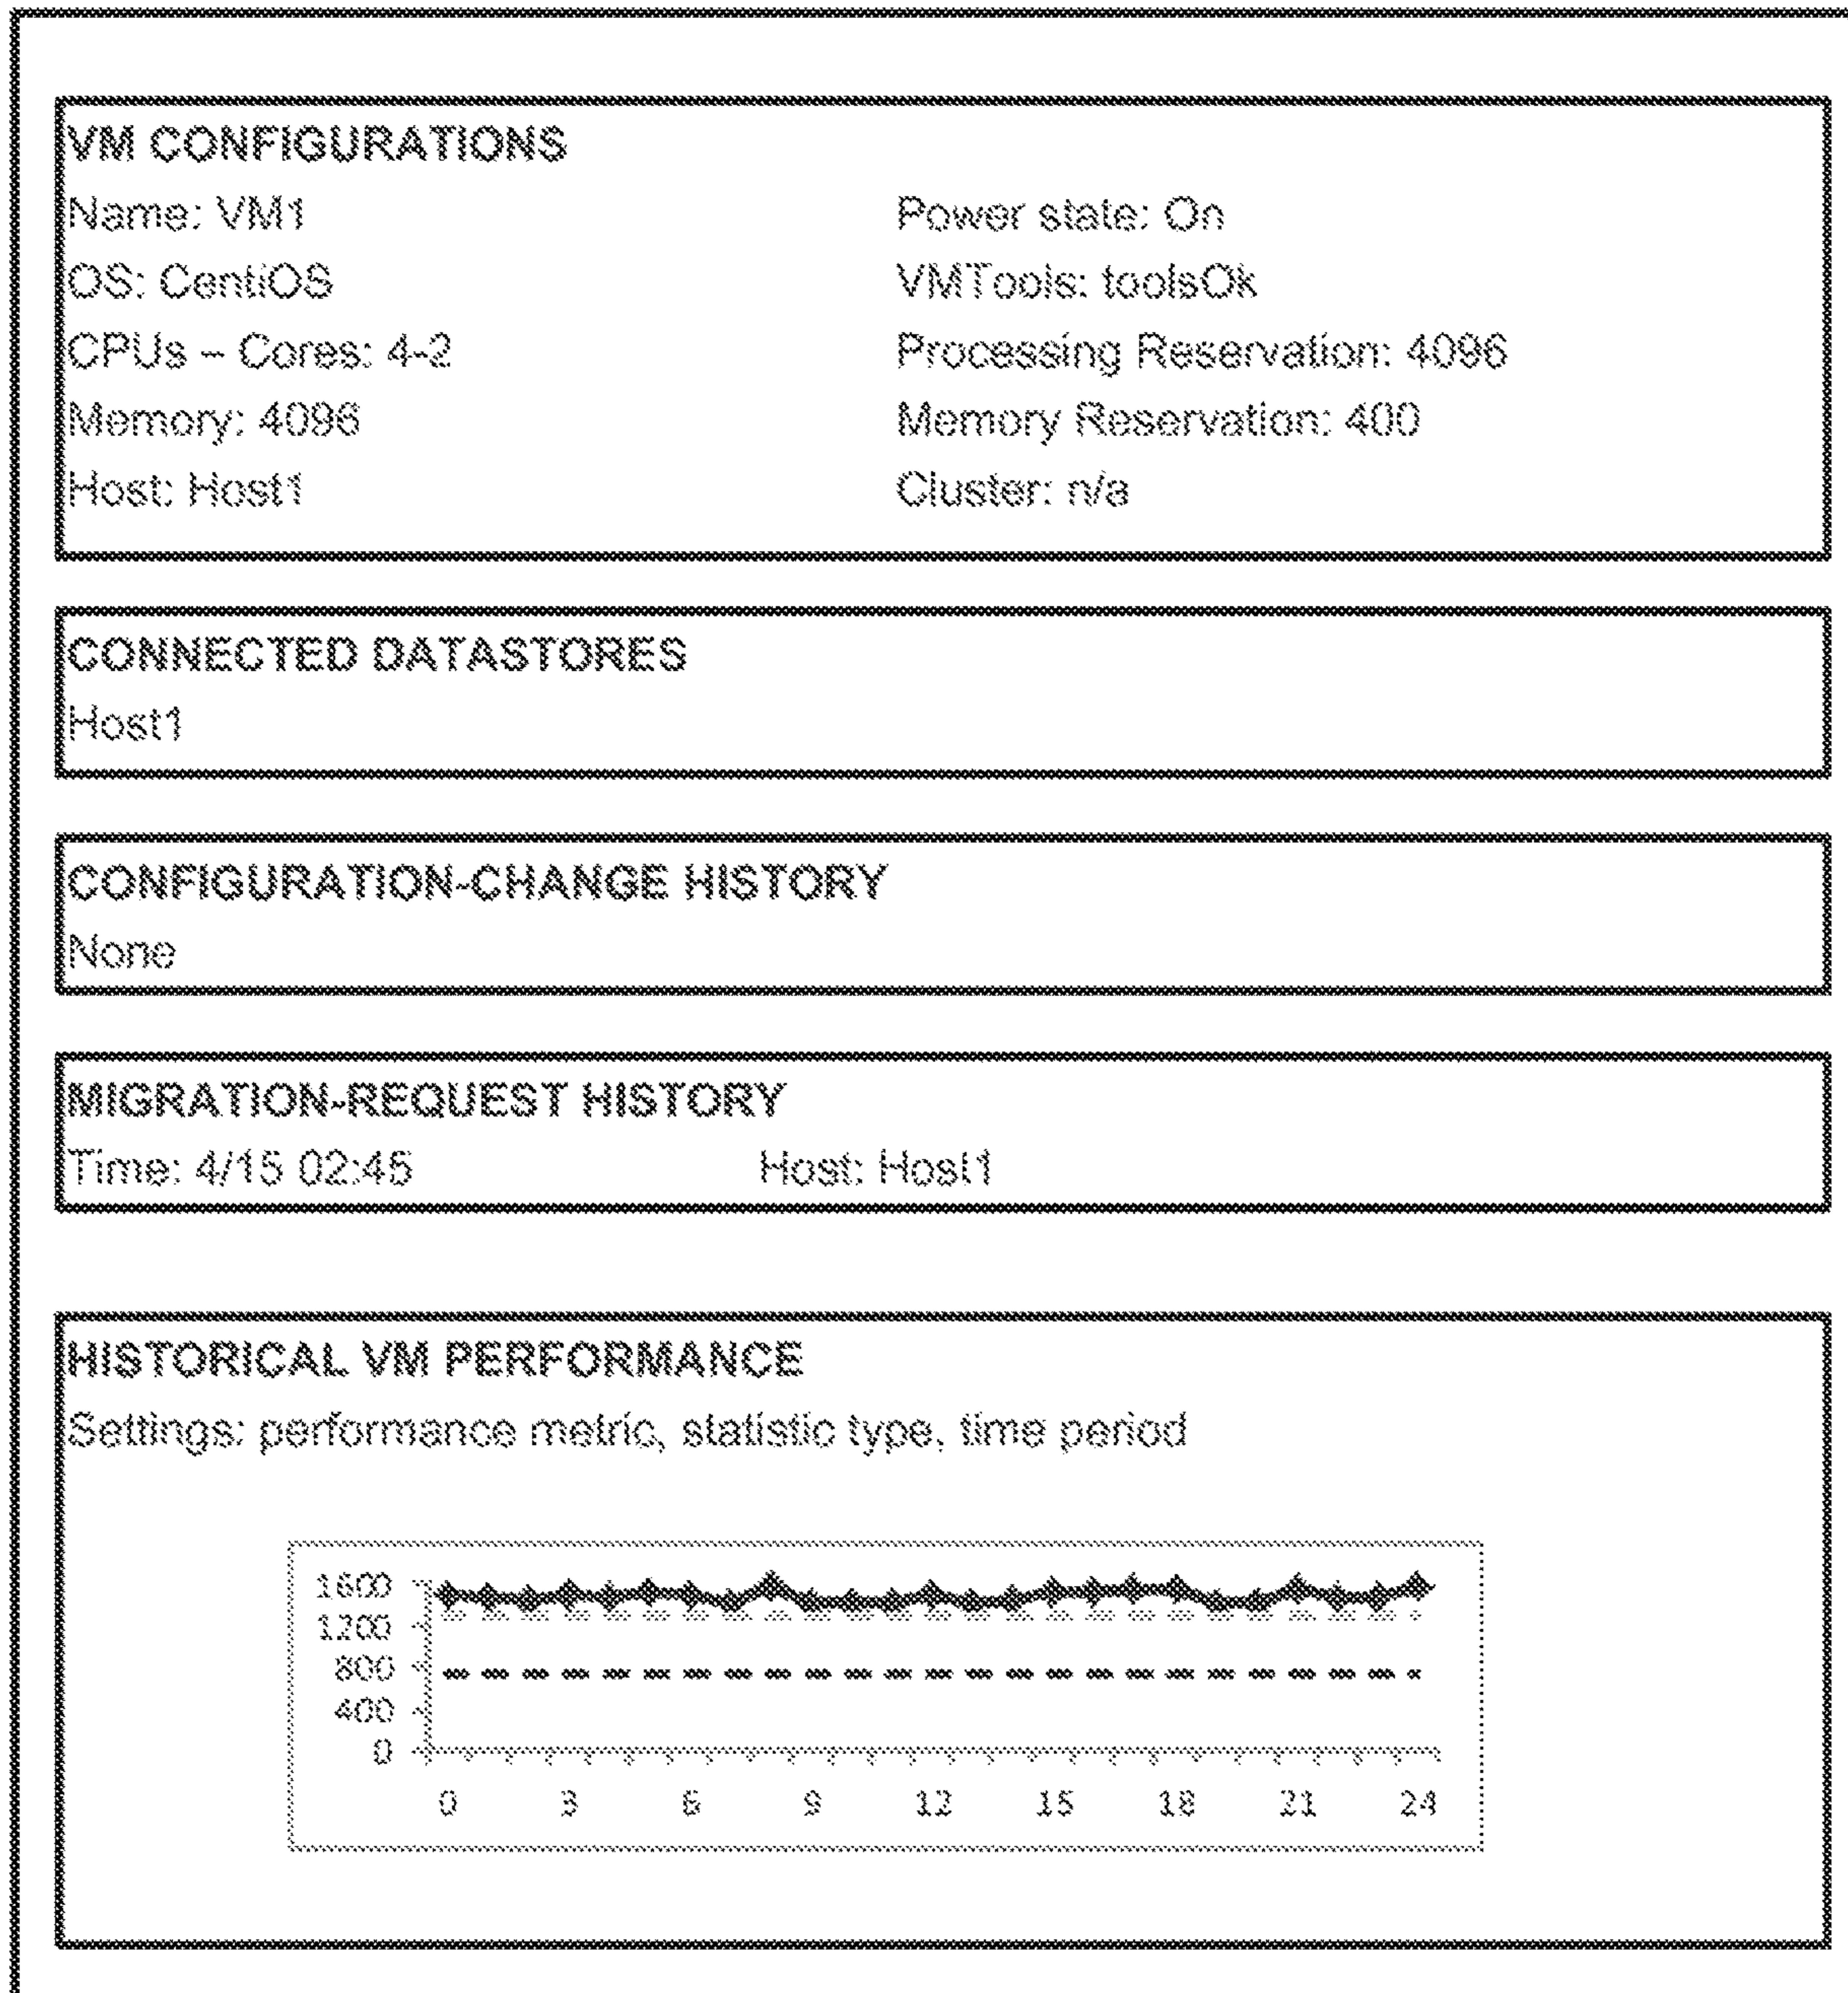 VM CONFIGURATIONS
Name: VM1 Power state: On
OS: CentiOS VMTools: toolsOk
CPUs – Cores: 4-2 Processing Reservation: 4096
Memory: 4096 Memory Reservation: 400
Host: Host1 Cluster: n/a
CONNECTED DATASTORES
Host1
CONFIGURATION-CHANGE HISTORY
None
MIGRATION-REQUEST HISTORY
Time: 4/15 02:45 Host: Host1
HISTORICAL VM PERFORMANCE
Settings: performance metric, statistic type, time period
1600
1200
800
400
0
0 3 6 9 12 15 18 21 24